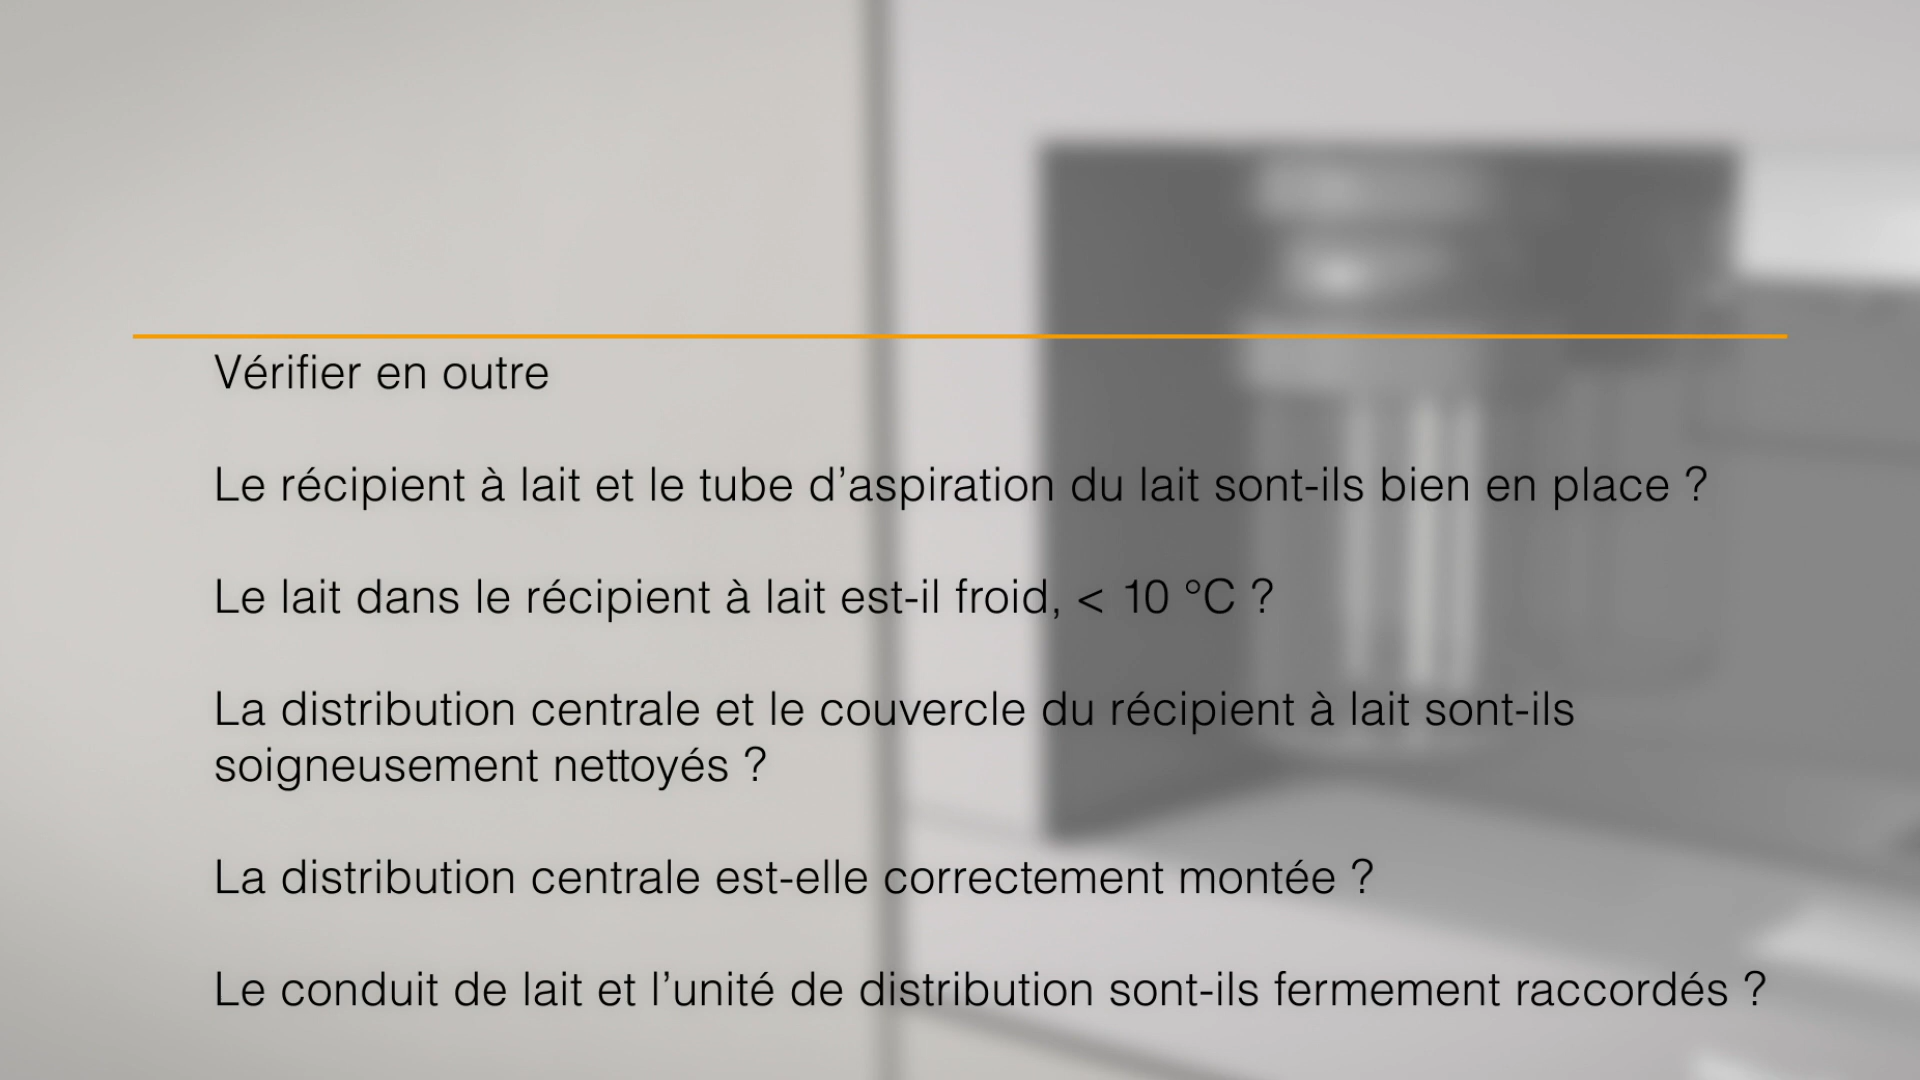 Vérifier en outre
Le récipient à lait et le tube d’aspiration du lait sont-ils bien en place ?
Le lait dans le récipient à lait est-il froid, < 10 °C ?
La distribution centrale et le couvercle du récipient à lait sont-ils
soigneusement nettoyés ?
La distribution centrale est-elle correctement montée ?
Le conduit de lait et l’unité de distribution sont-ils fermement raccordés ?